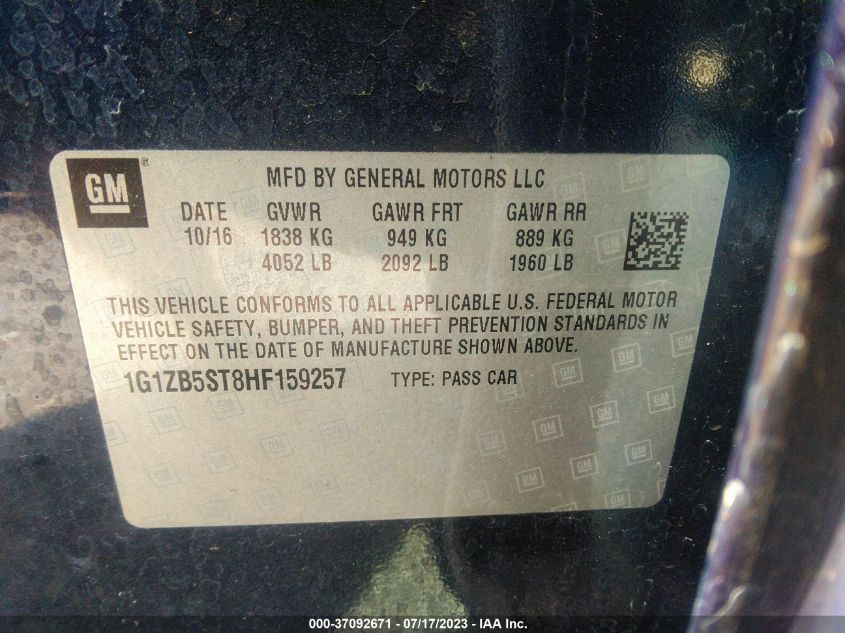 GM ®
MFD BY GENERAL MOTORS LLC
DATE GVWR GAWR FRT GAWR RR
10/16 1838 KG 949 KG 889 KG
4052 LB 2092 LB 1960 LB
THIS VEHICLE CONFORMS TO ALL APPLICABLE U.S. FEDERAL MOTOR
VEHICLE SAFETY, BUMPER, AND THEFT PREVENTION STANDARDS IN
EFFECT ON THE DATE OF MANUFACTURE SHOWN ABOVE.
1G1ZB5ST8HF159257 TYPE: PASS CAR
000-37092671 - 07/17/2023 - IAA Inc.